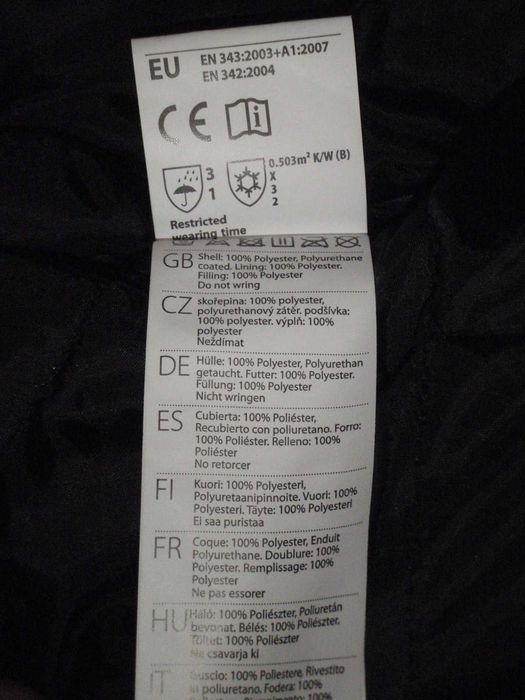 EU EN 343:2003+A1:2007
EN 342:2004
CE i
3
1
0.503m² K/W (B)
X
3
2
Restricted
wearing time
GB Shell: 100% Polyester, Polyurethane
coated. Lining: 100% Polyester.
Filling: 100% Polyester
Do not wring
CZ skořepina: 100% polyester,
polyurethanový zátěr. podšívka:
100% polyester. výplň: 100%
polyester
Neždímat
DE Hülle: 100% Polyester, Polyurethan
getaucht. Futter: 100% Polyester.
Füllung: 100% Polyester
Nicht wringen
ES Cubierta: 100% Poliéster,
Recubierto con poliuretano. Forro:
100% Poliéster. Relleno: 100%
Poliéster
No retorcer
FI Kuori: 100% Polyesteri,
Polyuretaanipinnoite. Vuori: 100%
Polyesteri. Täyte: 100% Polyesteri
Ei saa puristaa
FR Coque: 100% Polyester, Enduit
Polyurethane. Doublure: 100%
Polyester. Remplissage: 100%
Polyester
Ne pas essorer
HU Háló: 100% Poliészter, Poliuretán
bevonat. Bélés: 100% Poliészter.
Töltet: 100% Poliészter
Ne csavarja ki
IT Guscio: 100% Poliestere, Rivestito
in poliuretano. Fodera: 100%